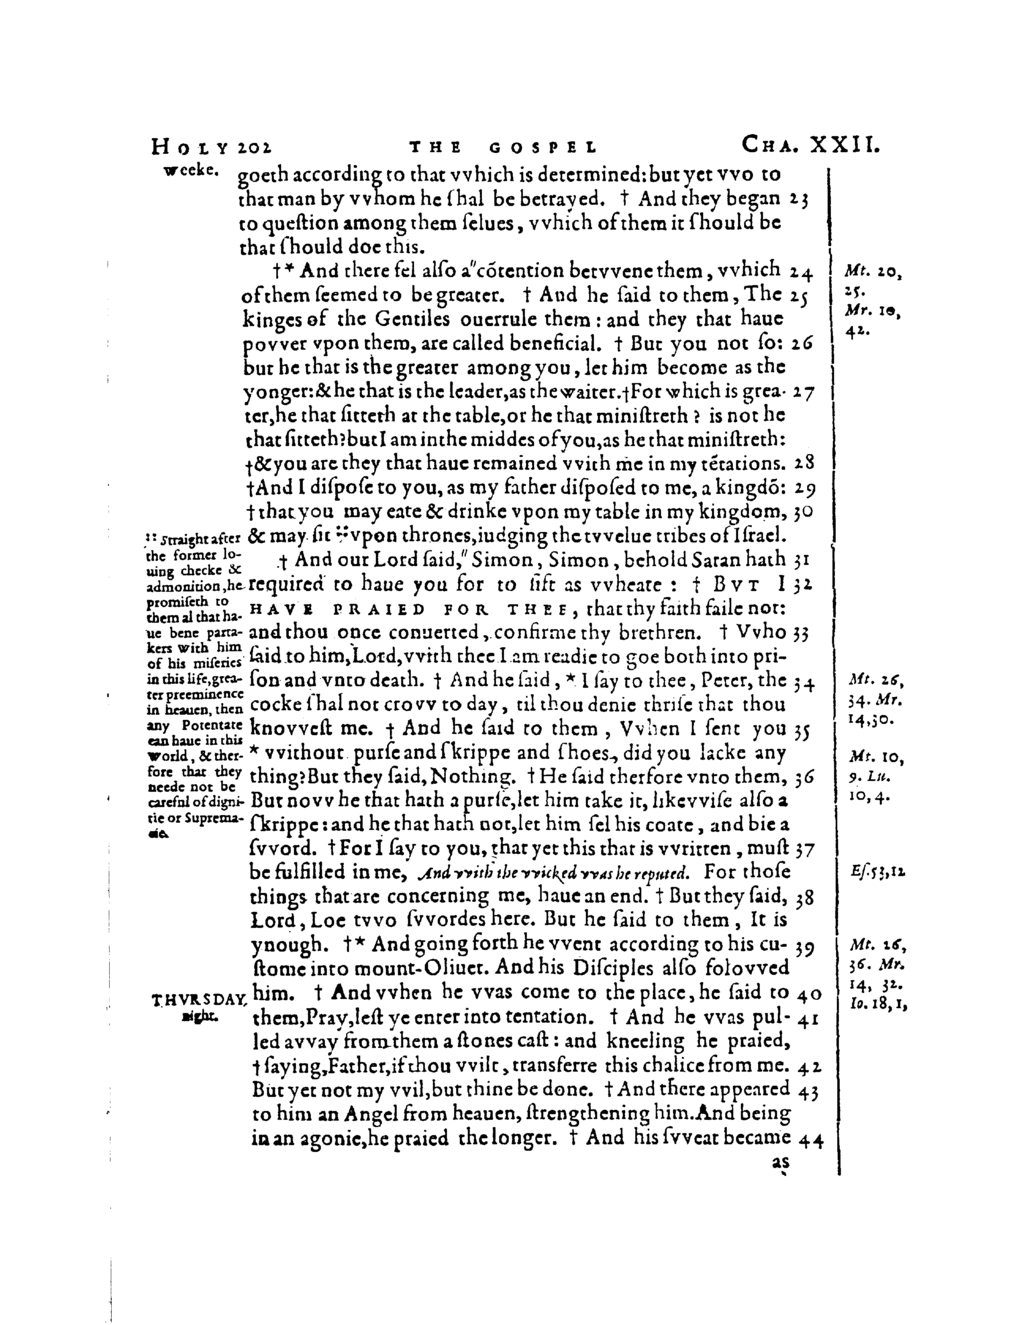 HOLY 202 THE GOSPEL CHA. XXII.
weeke.
goeth according to that vvhich is determined: but yet vvo to
that man by vvhom he ſhal be betrayed. † And they began 23
to queſtion among them ſelues, vvhich of them it ſhould be
that ſhould doe this.
†* And there fel alſo a"cōtention betvvene them, vvhich 24
of them ſeemed to be greater. † And he ſaid to them, The 25
kinges of the Gentiles ouerrule them: and they that haue
povver vpon them, are called beneficial. † But you not ſo: 26
but he that is the greater among you, let him become as the
yonger:& he that is the leader,as the waiter.†For which is grea- 27
ter,he that ſitteth at the table,or he that miniſtreth? is not he
that ſitteth?but I am in the middes of you,as he that miniſtreth:
†& you are they that haue remained vvith me in my tētations. 28
†And I diſpoſe to you, as my father diſpoſed to me, a kingdō: 29
† that you may eate & drinke vpon my table in my kingdom, 30
& may ſit ∷vpon thrones,iudging the tvvelue tribes of Iſrael.
† And our Lord ſaid," Simon, Simon, behold Satan hath 31
required to haue you for to ſift as vvheate: † BVT I 32
HAVE PRAIED FOR THEE, that thy faith faile not:
and thou once conuerted, confirme thy brethren. † Vvho 33
ſaid to him,Lord,vvith thee I am readie to goe both into pri-
ſon and vnto death. † And he ſaid, * I ſay to thee, Peter, the 34
cocke ſhal not crovv to day, til thou denie thriſe that thou
knovveſt me. † And he ſaid to them, Vvhen I ſent you 35
* vvithout purſe and ſkrippe and ſhoes, did you lacke any
thing?But they ſaid,Nothing. † He ſaid therfore vnto them, 36
But novv he that hath a purſe,let him take it, likevviſe alſo a
ſkrippe: and he that hath not,let him ſel his coate, and bie a
ſvvord. † For I ſay to you, that yet this that is vvritten, muſt 37
be fulfilled in me, And vvith the vvicked vvas he reputed. For thoſe
things that are concerning me, haue an end. † But they ſaid, 38
Lord, Loe tvvo ſvvordes here. But he ſaid to them, It is
ynough. †* And going forth he vvent according to his cu- 39
ſtome into mount-Oliuet. And his Diſciples alſo folovved
him. † And vvhen he vvas come to the place, he ſaid to 40
them,Pray,leſt ye enter into tentation. † And he vvas pul- 41
led avvay from them a ſtones caſt: and kneeling he praied,
† ſaying,Father,if thou vvilt, tranſferre this chalice from me. 42
But yet not my vvil,but thine be done. † And there appeared 43
to him an Angel from heauen, ſtrengthening him.And being
in an agonie,he praied the longer. † And his ſvveat became 44
as
∷ Straight after
the former lo-
uing checke &
admonition,he
promiſeth to
them al that ha-
ue bene parta-
kers with him
of his miſeries
in this life,grea-
ter preeminence
in heauen, then
any Potentate
can haue in this
world, & ther-
fore that they
neede not be
careful of digni-
tie or Suprema-
cie.
THVRSDAY
night.
Mt. 20,
25.
Mr. 10,
42.
Mt. 26,
34. Mr.
14,30.
Mt. 10,
9. Lu.
10, 4.
Eſ.53,12
Mt. 26,
36. Mr.
14, 32.
Io. 18, 1,